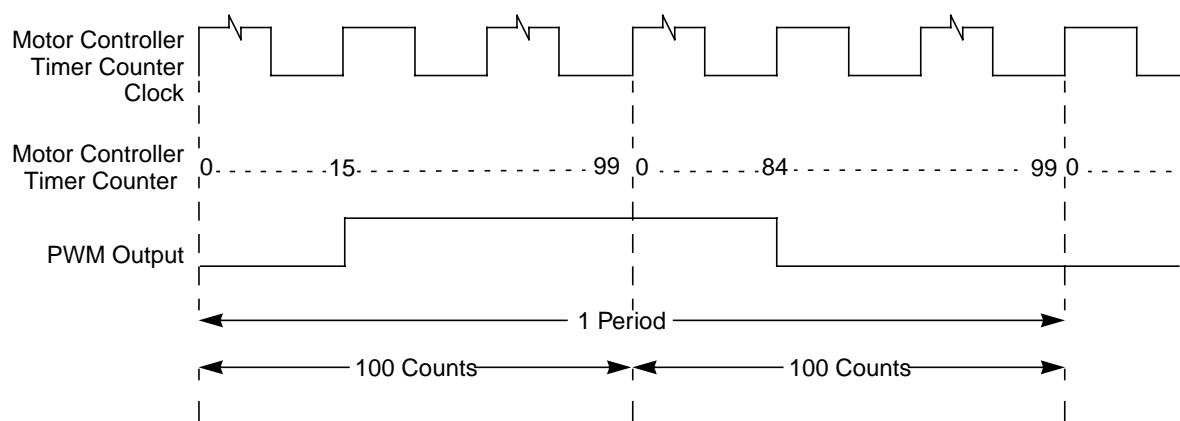 Motor Controller
Timer Counter
Clock
Motor Controller
Timer Counter
0 15 99 0 84 99 0
PWM Output
1 Period
100 Counts 100 Counts